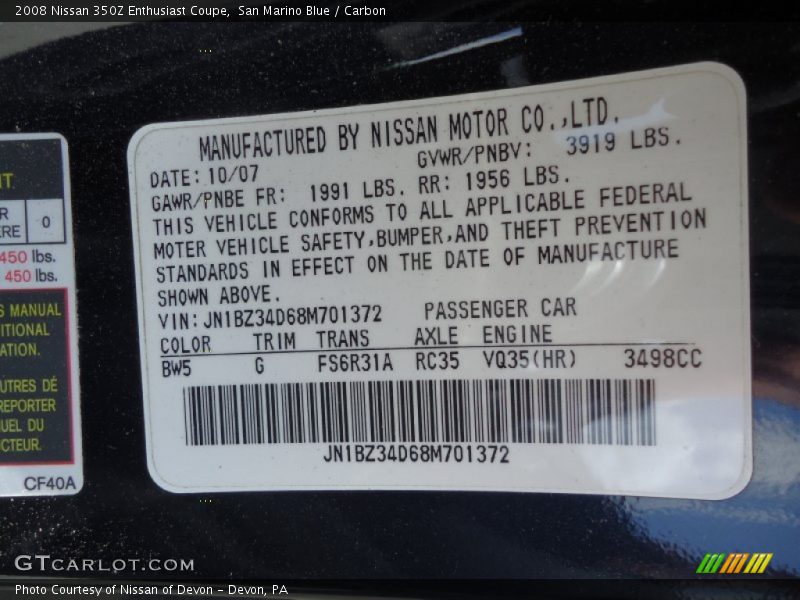 2008 Nissan 350Z Enthusiast Coupe,  San Marino Blue / Carbon
MANUFACTURED BY NISSAN MOTOR CO.,LTD.
DATE:10/07 GVWR/PNBV: 3919 LBS.
GAWR/PNBE FR: 1991 LBS. RR: 1956 LBS.
THIS VEHICLE CONFORMS TO ALL APPLICABLE FEDERAL
MOTER VEHICLE SAFETY,BUMPER,AND THEFT PREVENTION
STANDARDS IN EFFECT ON THE DATE OF MANUFACTURE
SHOWN ABOVE.
VIN:JN1BZ34D68M701372 PASSENGER CAR
COLOR TRIM TRANS AXLE ENGINE
BW5 G FS6R31A RC35 VQ35(HR) 3498CC
JN1BZ34D68M701372
0
450 lbs.
450 lbs.
MANUAL
CF40A
GTCARLOT.COM
Photo Courtesy of Nissan of Devon - Devon, PA